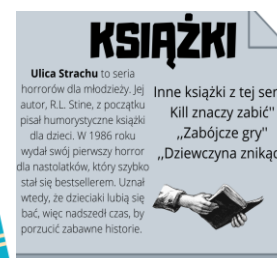 KSIĄŻKI
Ulica Strachu to seria
horrorów dla młodzieży. Jej
autor, R.L. Stine, z początku
pisał humorystyczne książki
dla dzieci. W 1986 roku
wydał swój pierwszy horror
dla nastolatków, który szybko
stał się bestsellerem. Uznał
wtedy, że dzieciaki lubią się
bać, więc nadszedł czas, by
porzucić zabawne historie.
Inne książki z tej ser
Kill znaczy zabić"
„Zabójcze gry"
„Dziewczyna znikąd